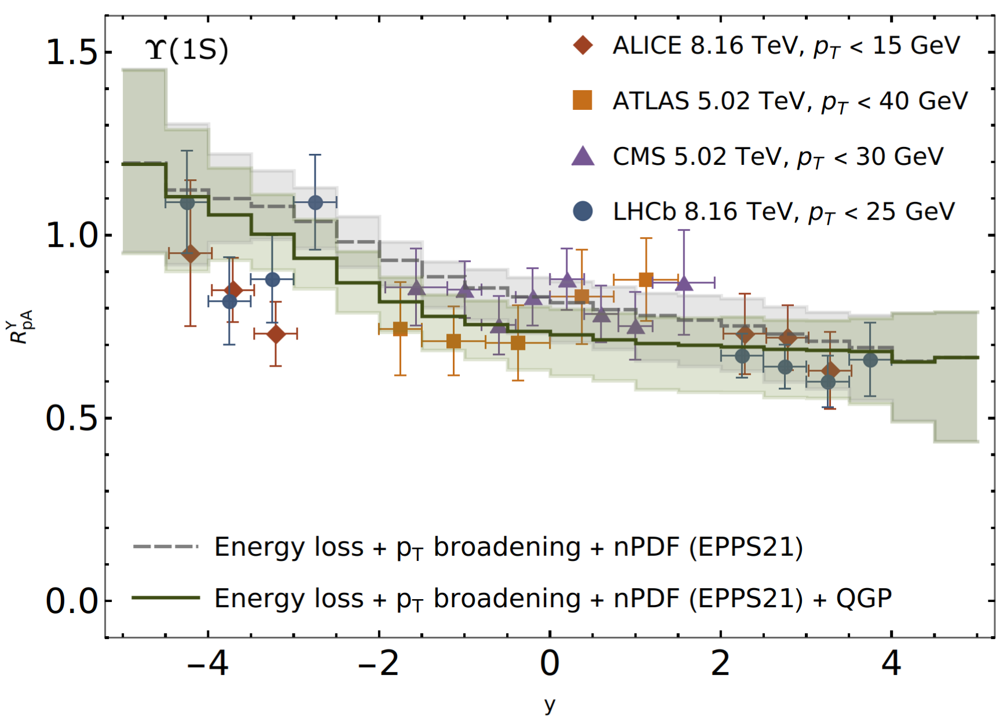 1.5
ϒ(1S)
ALICE 8.16 TeV, pT < 15 GeV
ATLAS 5.02 TeV, pT < 40 GeV
CMS 5.02 TeV, pT < 30 GeV
LHCb 8.16 TeV, pT < 25 GeV
1.0
RϒpA
0.5
Energy loss + pT broadening + nPDF (EPPS21)
Energy loss + pT broadening + nPDF (EPPS21) + QGP
0.0
−4 −2 0 2 4
y